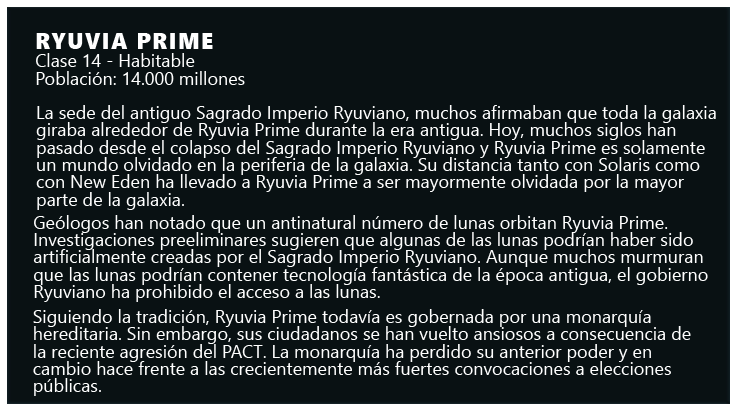 RYUVIA PRIME
Clase 14 - Habitable
Población: 14.000 millones
La sede del antiguo Sagrado Imperio Ryuviano, muchos afirmaban que toda la galaxia
giraba alrededor de Ryuvia Prime durante la era antigua. Hoy, muchos siglos han
pasado desde el colapso del Sagrado Imperio Ryuviano y Ryuvia Prime es solamente
un mundo olvidado en la periferia de la galaxia. Su distancia tanto con Solaris como
con New Eden ha llevado a Ryuvia Prime a ser mayormente olvidada por la mayor
parte de la galaxia.
Geólogos han notado que un antinatural número de lunas orbitan Ryuvia Prime.
Investigaciones preeliminares sugieren que algunas de las lunas podrían haber sido
artificialmente creadas por el Sagrado Imperio Ryuviano. Aunque muchos murmuran
que las lunas podrían contener tecnología fantástica de la época antigua, el gobierno
Ryuviano ha prohibido el acceso a las lunas.
Siguiendo la tradición, Ryuvia Prime todavía es gobernada por una monarquía
hereditaria. Sin embargo, sus ciudadanos se han vuelto ansiosos a consecuencia de
la reciente agresión del PACT. La monarquía ha perdido su anterior poder y en
cambio hace frente a las crecientemente más fuertes convocaciones a elecciones
públicas.